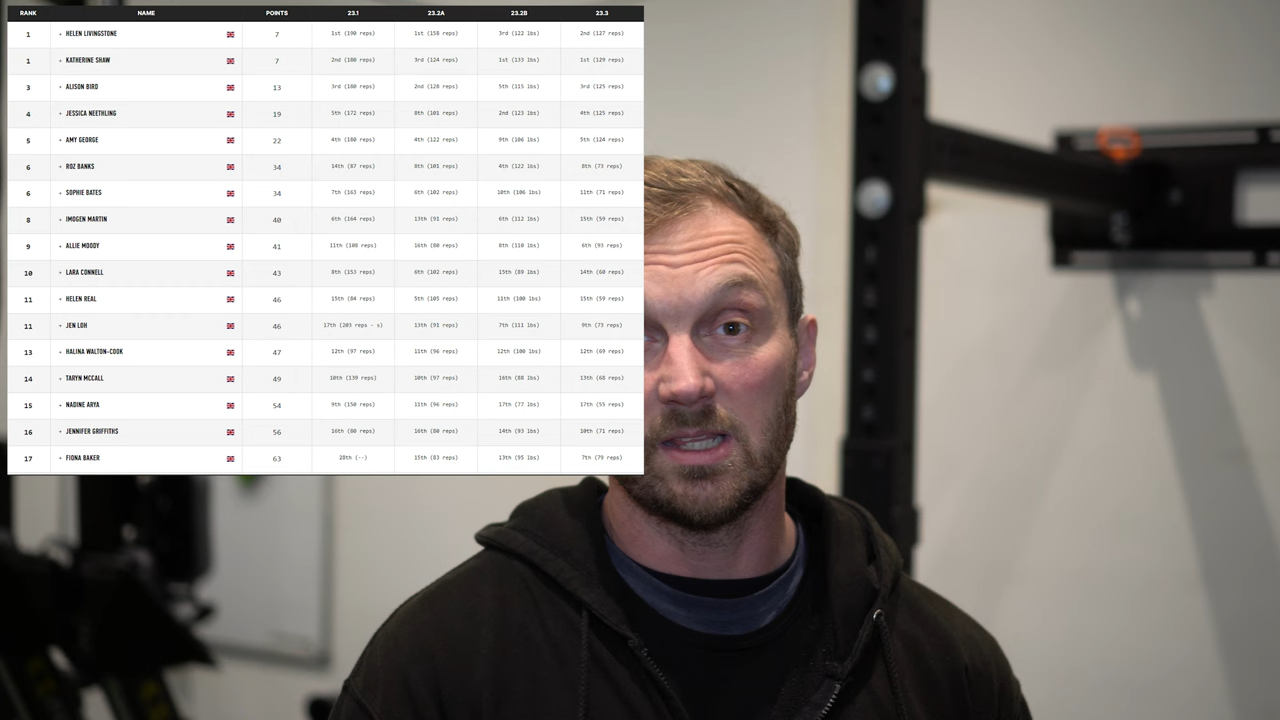 RANK NAME POINTS 23.1 23.2A 23.2B 23.3
1 + HELEN LIVINGSTONE 7 1st (190 reps) 1st (158 reps) 3rd (122 lbs) 2nd (127 reps)
1 + KATHERINE SHAW 7 2nd (180 reps) 3rd (124 reps) 1st (133 lbs) 1st (129 reps)
3 + ALISON BIRD 13 3rd (180 reps) 2nd (128 reps) 5th (115 lbs) 3rd (125 reps)
4 + JESSICA NEETHLING 19 5th (172 reps) 8th (101 reps) 2nd (123 lbs) 4th (125 reps)
5 + AMY GEORGE 22 4th (180 reps) 4th (122 reps) 9th (106 lbs) 5th (124 reps)
6 + ROZ BANKS 34 14th (87 reps) 8th (101 reps) 4th (122 lbs) 8th (73 reps)
6 + SOPHIE BATES 34 7th (163 reps) 6th (102 reps) 10th (106 lbs) 11th (71 reps)
8 + IMOGEN MARTIN 40 6th (164 reps) 13th (91 reps) 6th (112 lbs) 15th (59 reps)
9 + ALLIE MOODY 41 11th (108 reps) 16th (80 reps) 8th (110 lbs) 6th (93 reps)
10 + LARA CONNELL 43 8th (153 reps) 6th (102 reps) 15th (89 lbs) 14th (60 reps)
11 + HELEN REAL 46 15th (84 reps) 5th (105 reps) 11th (100 lbs) 15th (59 reps)
11 + JEN LOH 46 17th (203 reps - s) 13th (91 reps) 7th (111 lbs) 9th (73 reps)
13 + HALINA WALTON-COOK 47 12th (97 reps) 11th (96 reps) 12th (100 lbs) 12th (69 reps)
14 + TARYN MCCALL 49 10th (139 reps) 10th (97 reps) 16th (88 lbs) 13th (68 reps)
15 + NADINE ARYA 54 9th (150 reps) 11th (96 reps) 17th (77 lbs) 17th (55 reps)
16 + JENNIFER GRIFFITHS 56 16th (80 reps) 16th (80 reps) 14th (93 lbs) 10th (71 reps)
17 + FIONA BAKER 63 28th (--) 15th (83 reps) 13th (95 lbs) 7th (79 reps)